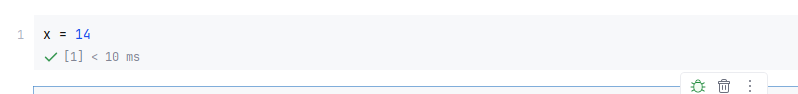 1 x = 14
[1] < 10 ms